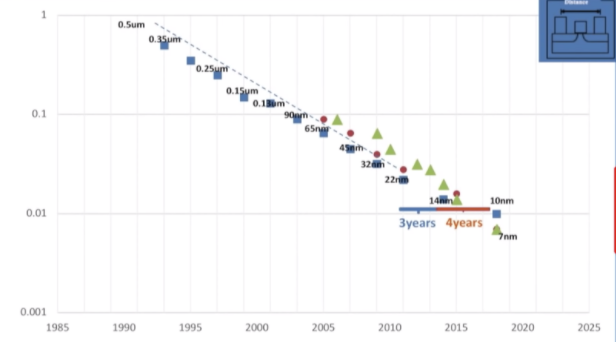 Distance
1
0.5um
0.35um
0.25um
0.15um
0.13um
0.1
90nm
65nm
45nm
32nm
22nm
14nm
10nm
0.01
3years
4years
7nm
0.001
1985
1990
1995
2000
2005
2010
2015
2020
2025